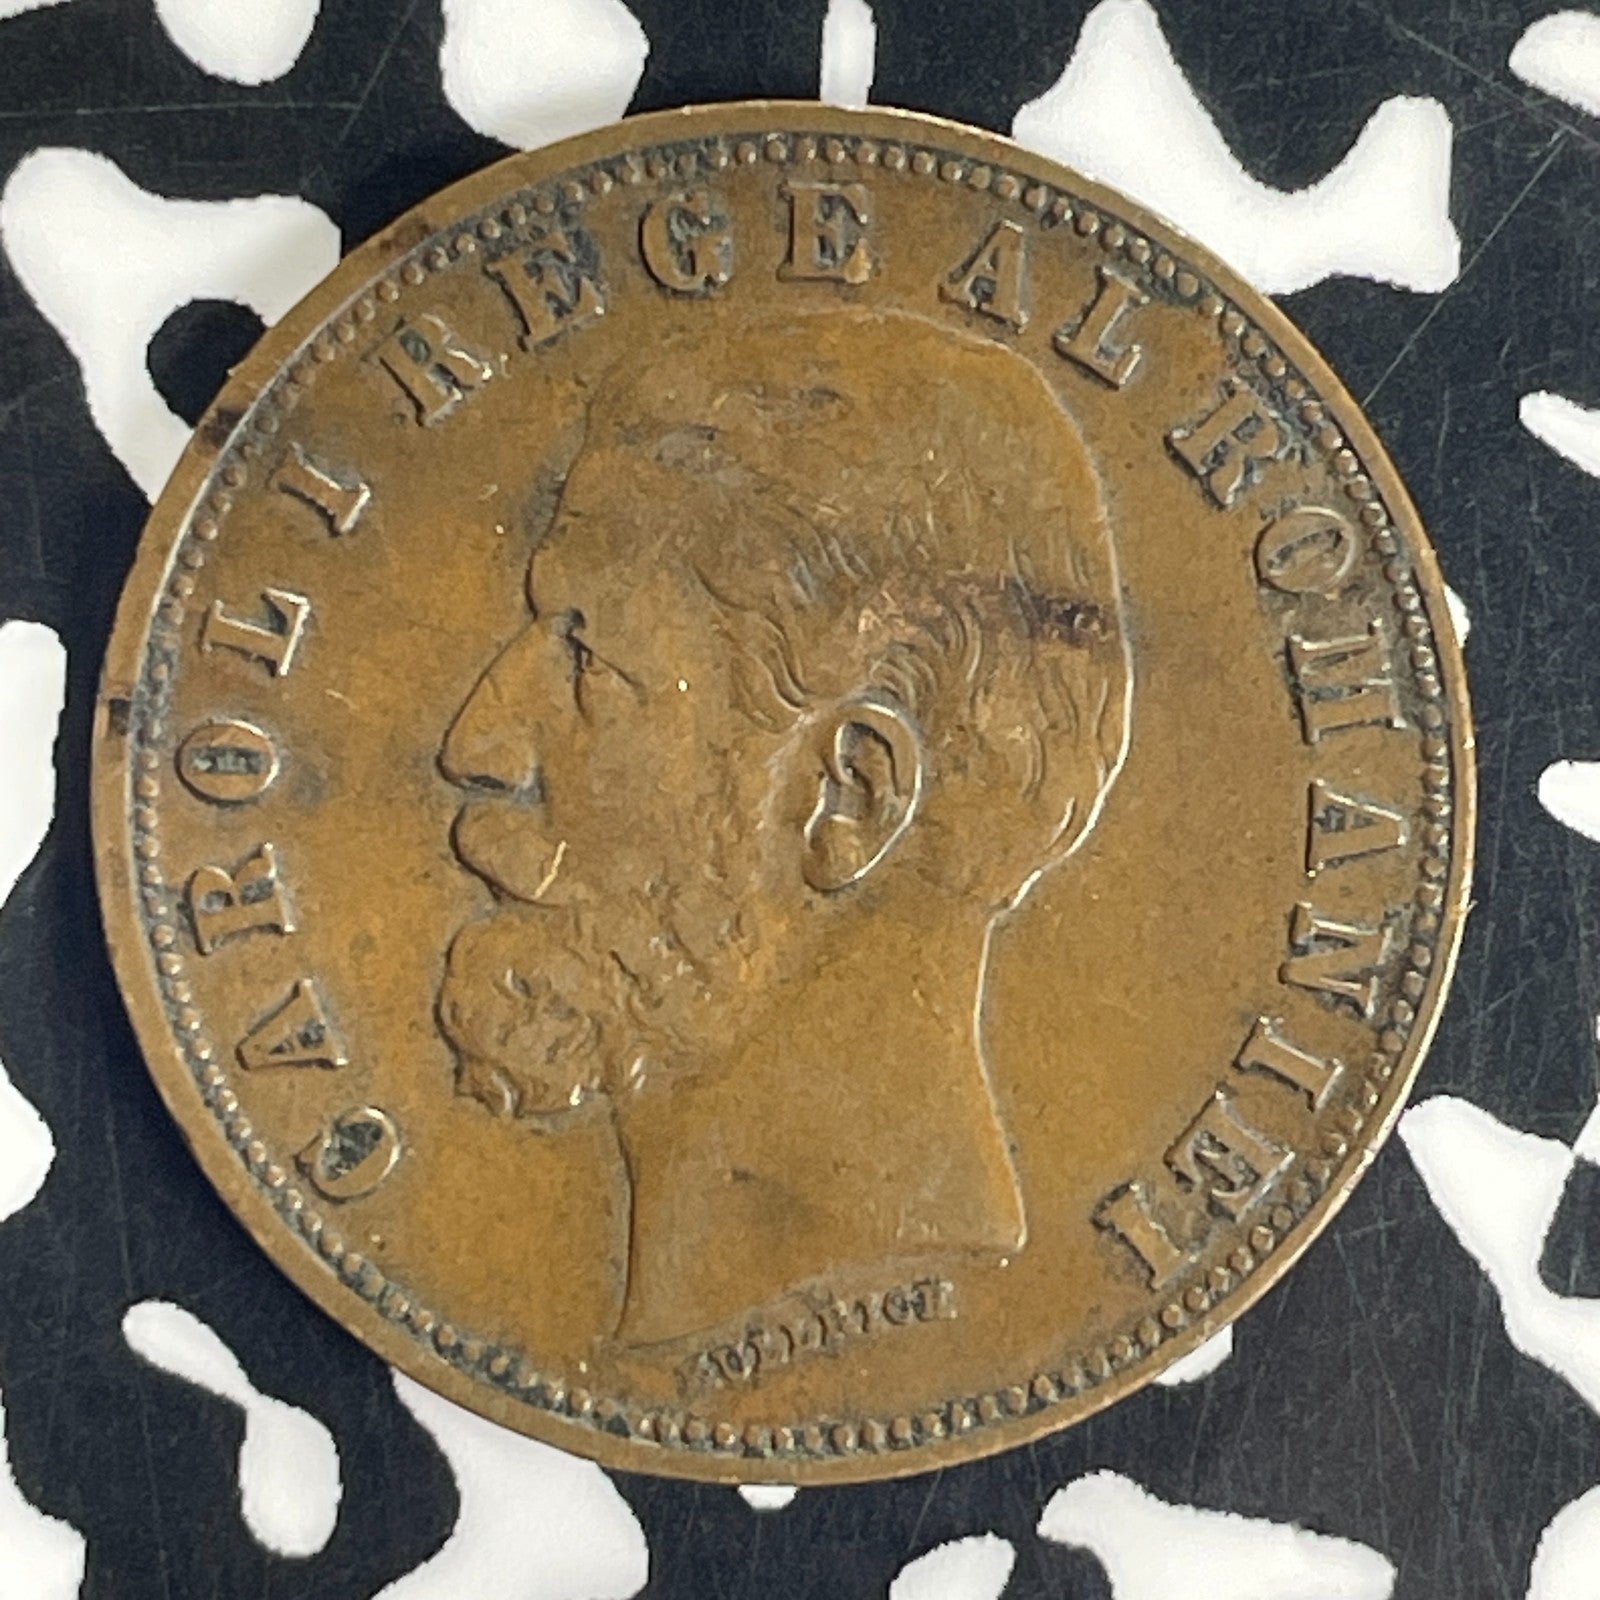 CAROL I REGE AL ROMANIEI